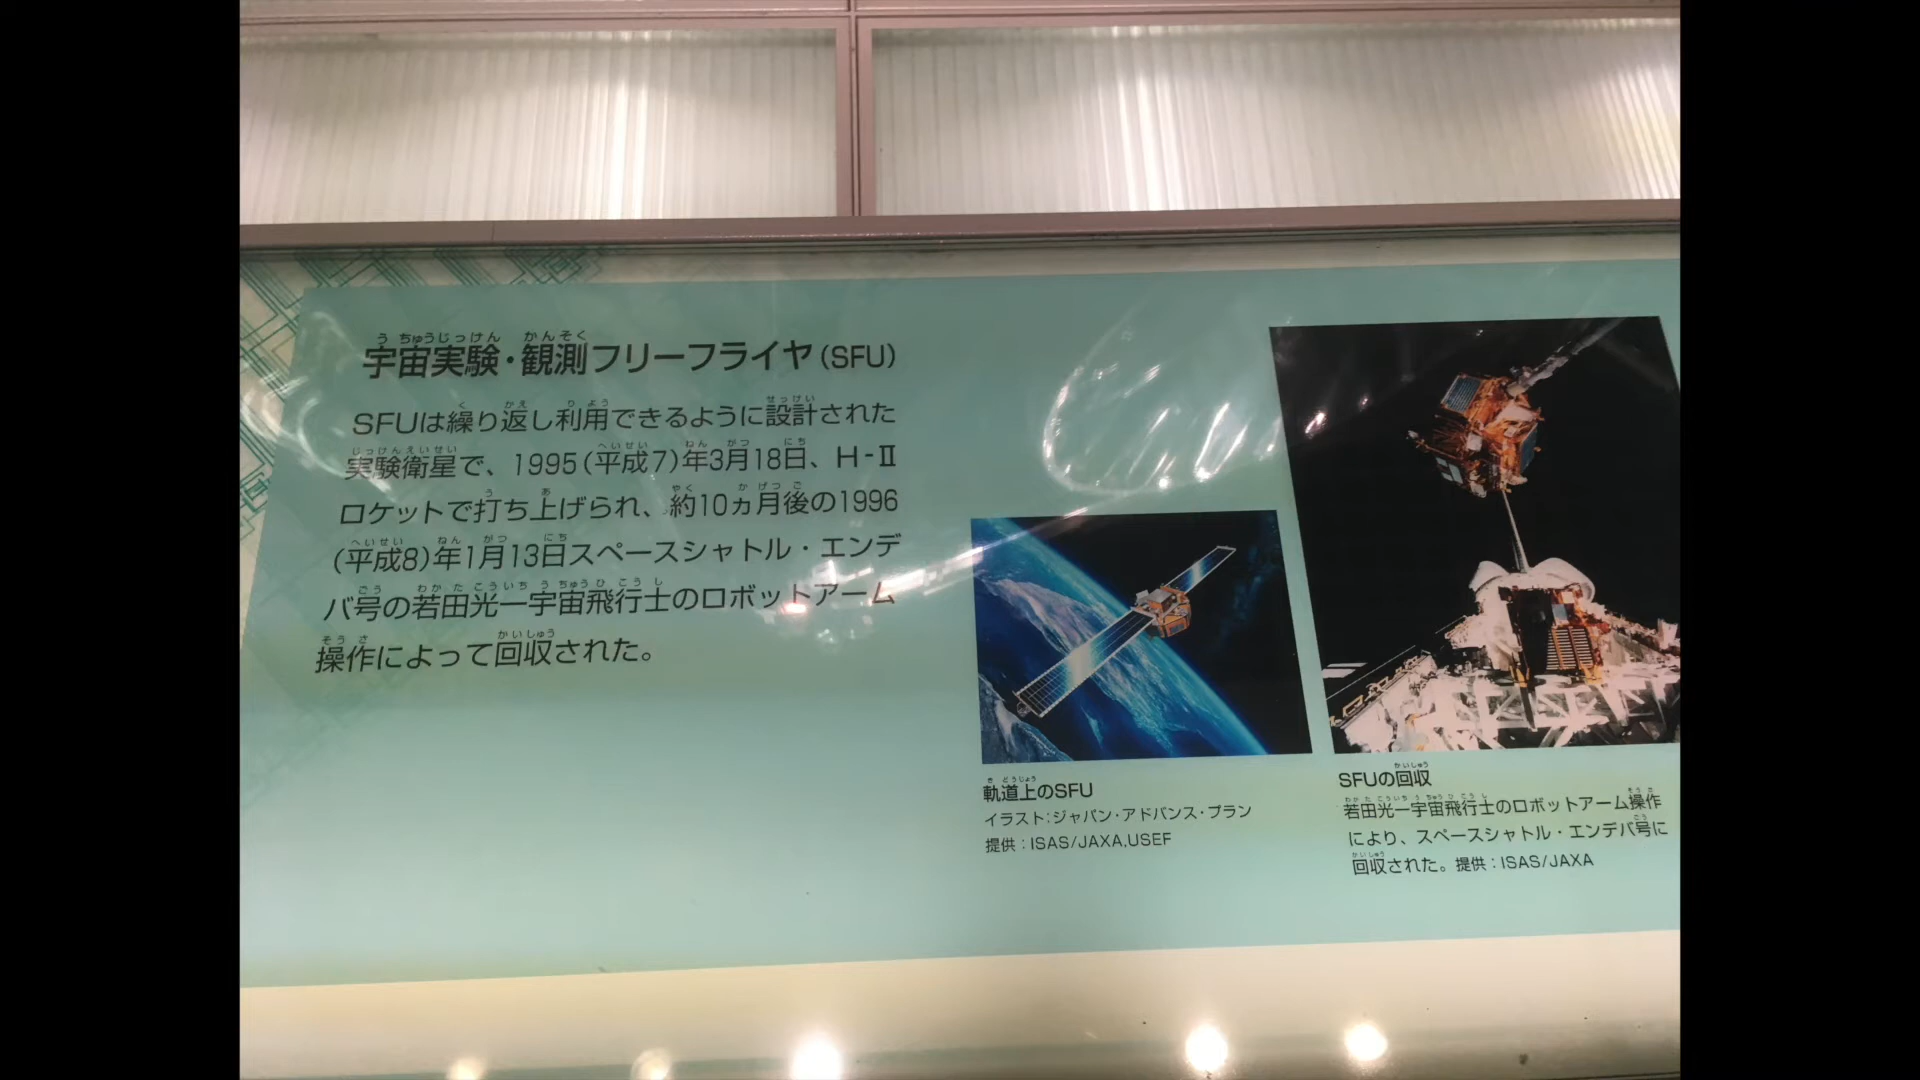 宇宙実験・観測フリーフライヤ(SFU)
SFUは繰り返し利用できるように設計された
実験衛星で、1995(平成7)年3月18日、H-Ⅱ
ロケットで打ち上げられ、約10ヵ月後の1996
(平成8)年1月13日スペースシャトル・エンデ
バ号の若田光一宇宙飛行士のロボットアーム
操作によって回収された。
軌道上のSFU
イラスト:ジャパン・アドバンス・プラン
提供:ISAS/JAXA,USEF
SFUの回収
若田光一宇宙飛行士のロボットアーム操作
により、スペースシャトル・エンデバ号に
回収された。提供:ISAS/JAXA